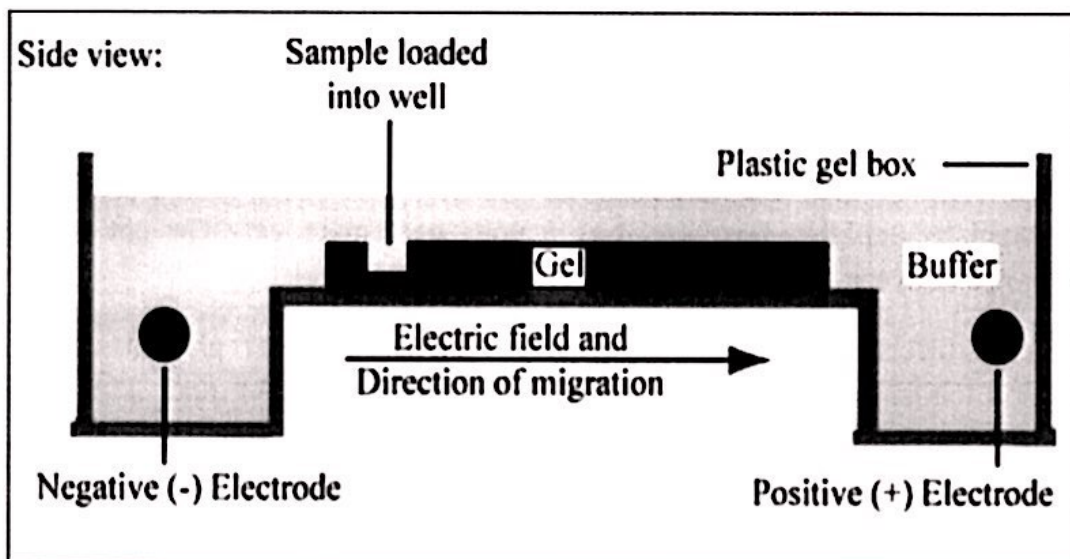 Side view:
Sample loaded
into well
Plastic gel box
Gel
Buffer
Electric field and
Direction of migration
Negative (-) Electrode
Positive (+) Electrode